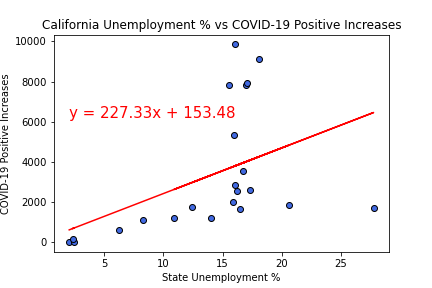 California Unemployment % vs COVID-19 Positive Increases
COVID-19 Positive Increases
10000
8000
6000
4000
2000
0
y = 227.33x + 153.48
5
10
15
20
25
State Unemployment %